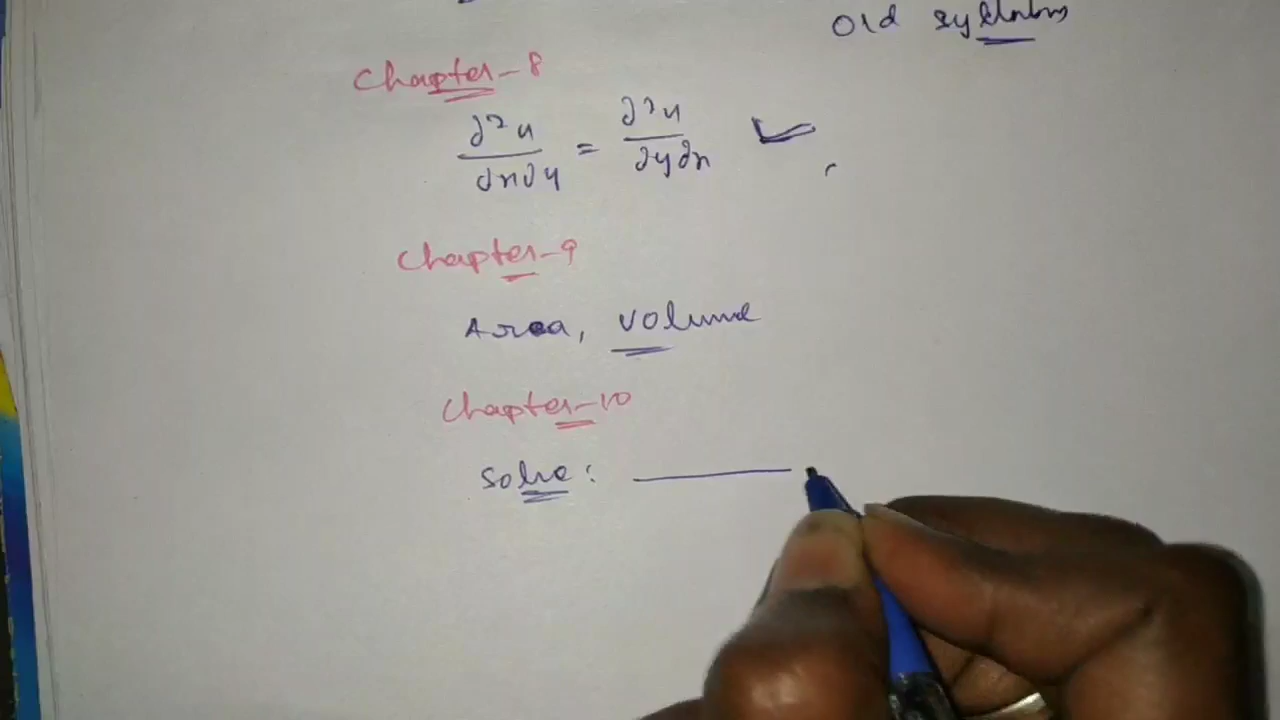 Old syllabus
Chapter-8
∂²u/∂x∂y = ∂²u/∂y∂x
Chapter-9
Area, volume
Chapter-10
Solve: